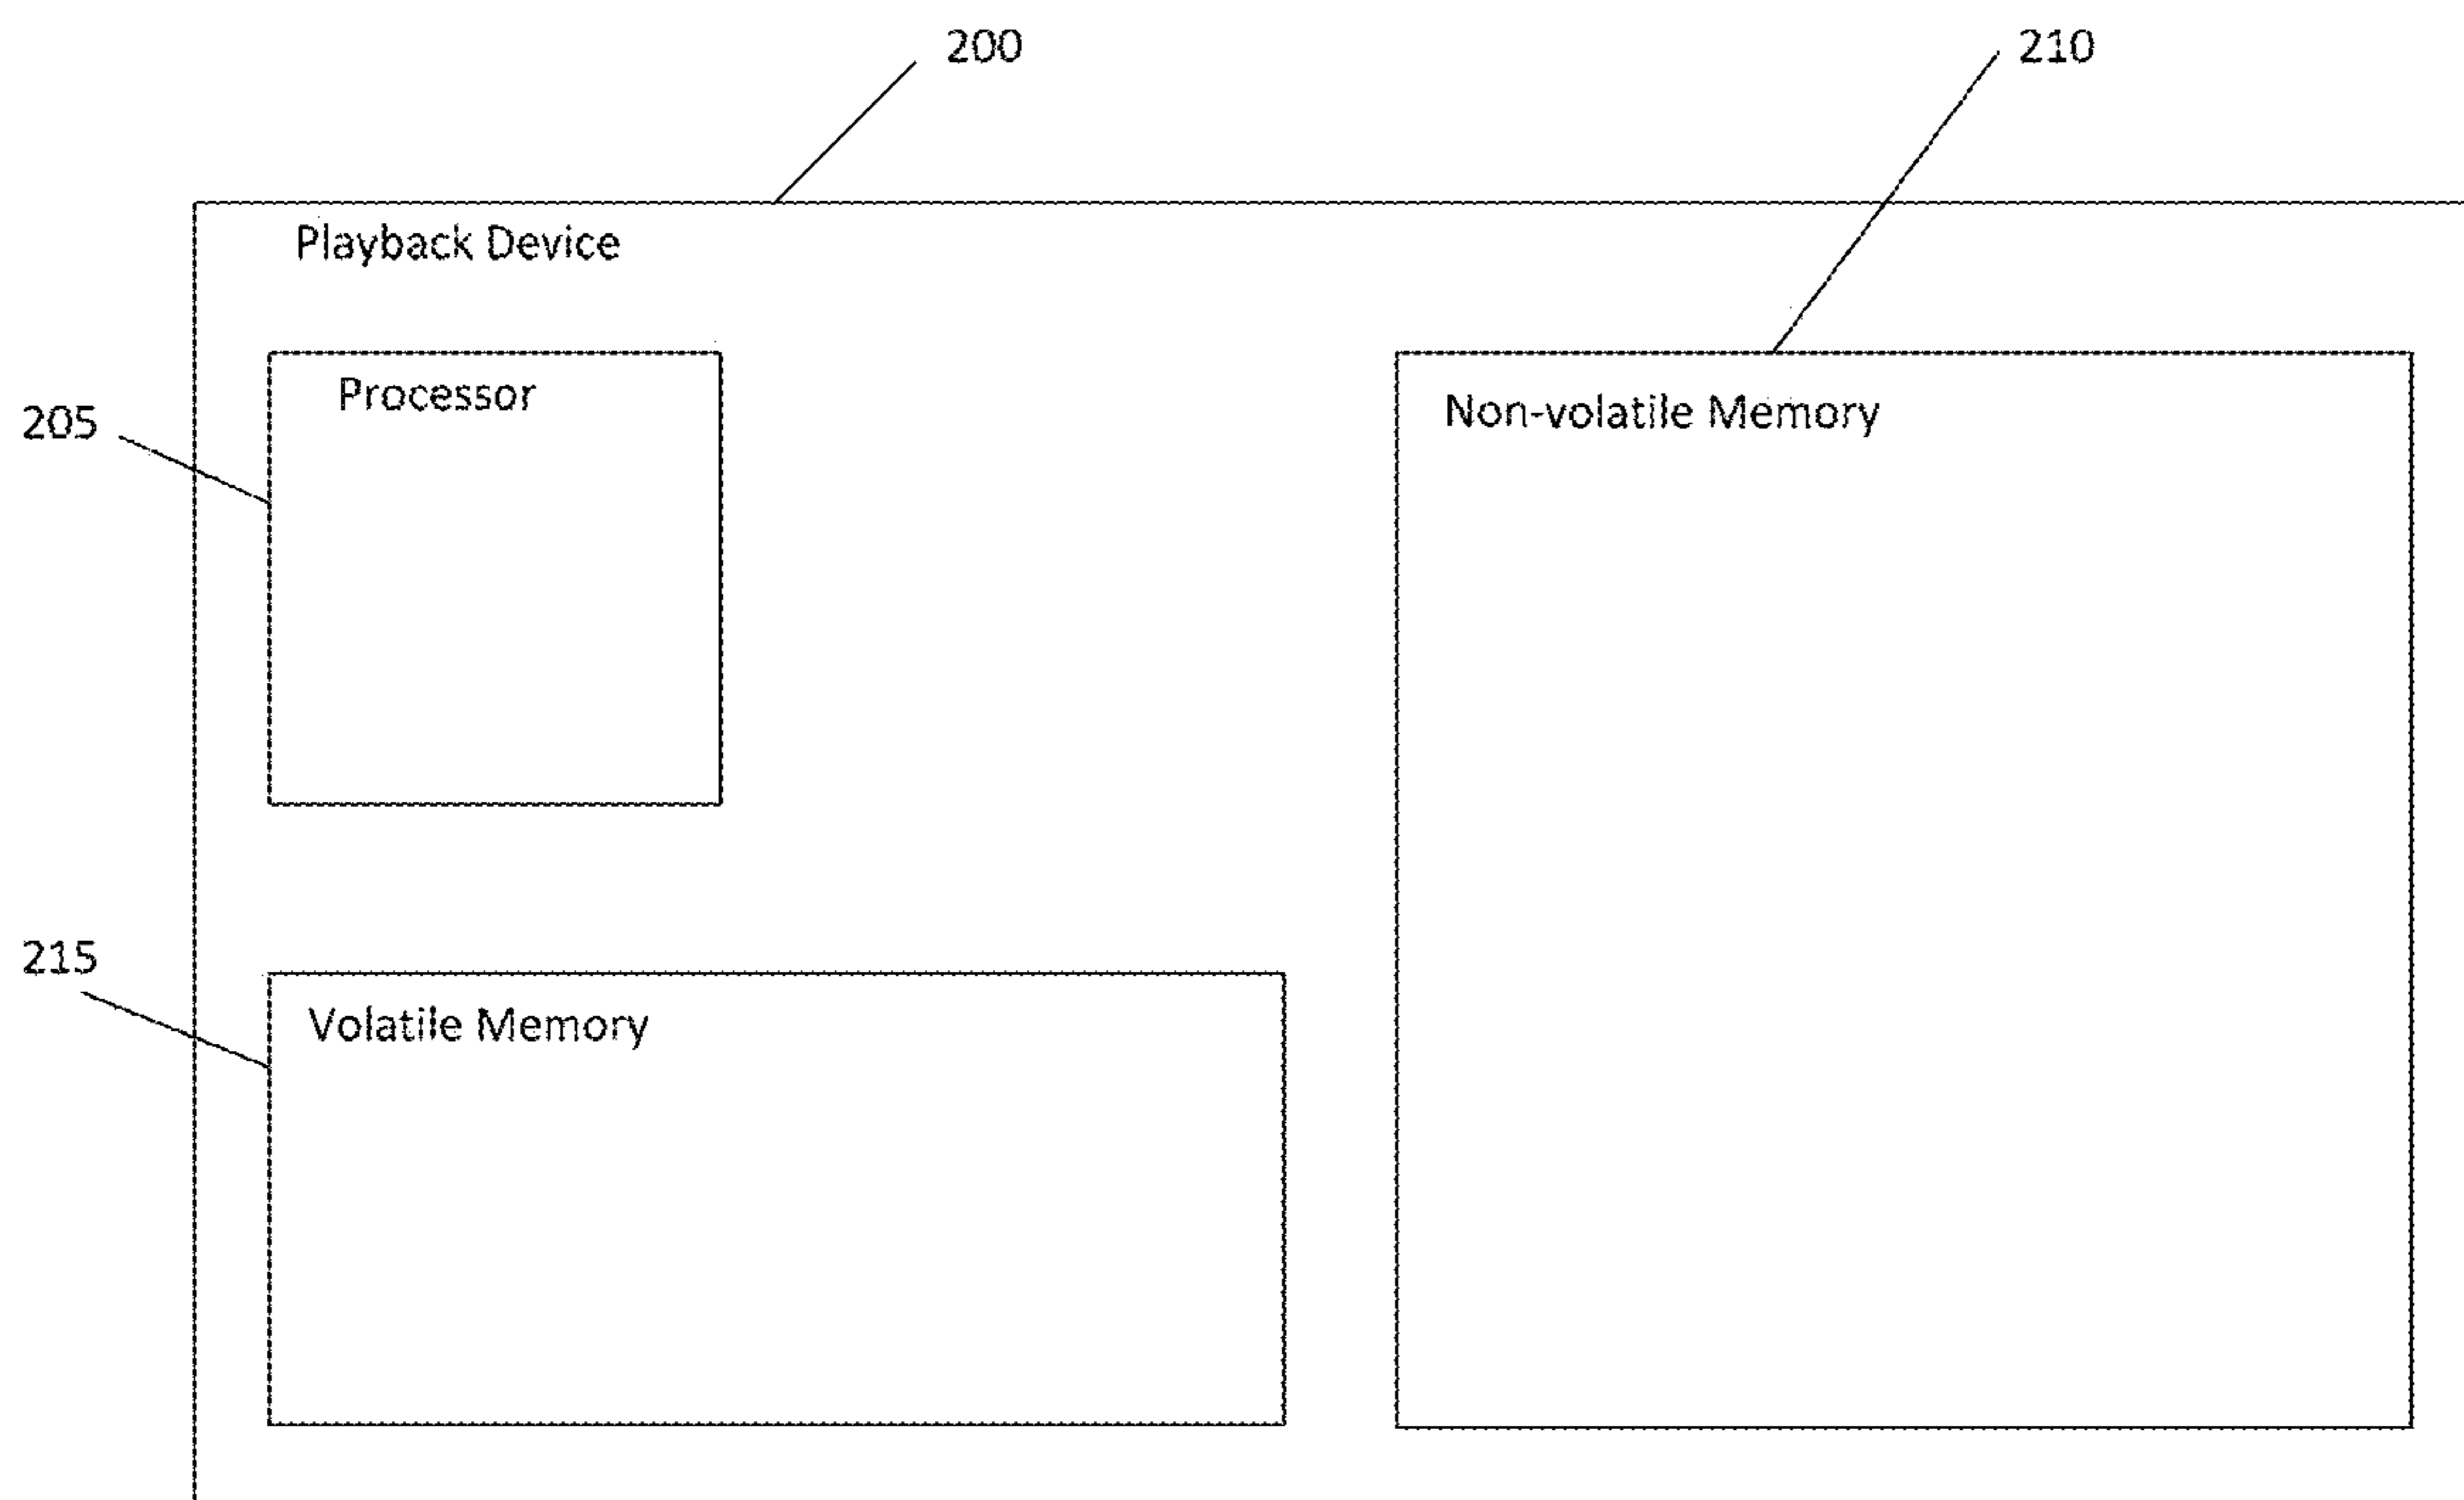 200
210
Playback Device
Processor
Non-volatile Memory
205
215
Volatile Memory